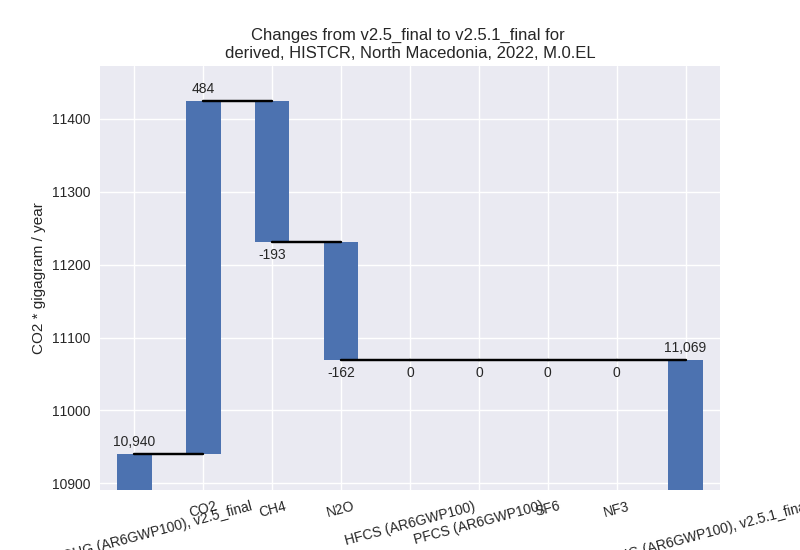 Changes from v2.5_final to v2.5.1_final for
derived, HISTCR, North Macedonia, 2022, M.0.EL
CO2 * gigagram / year
11400
11300
11200
11100
11000
10900
10,940
484
-193
-162
0
0
0
0
11,069
(AR6GWP100), v2.5_final
CO2
CH4
N2O
HFCS (AR6GWP100)
PFCS (AR6GWP100)
SF6
NF3
(AR6GWP100), v2.5.1_fina